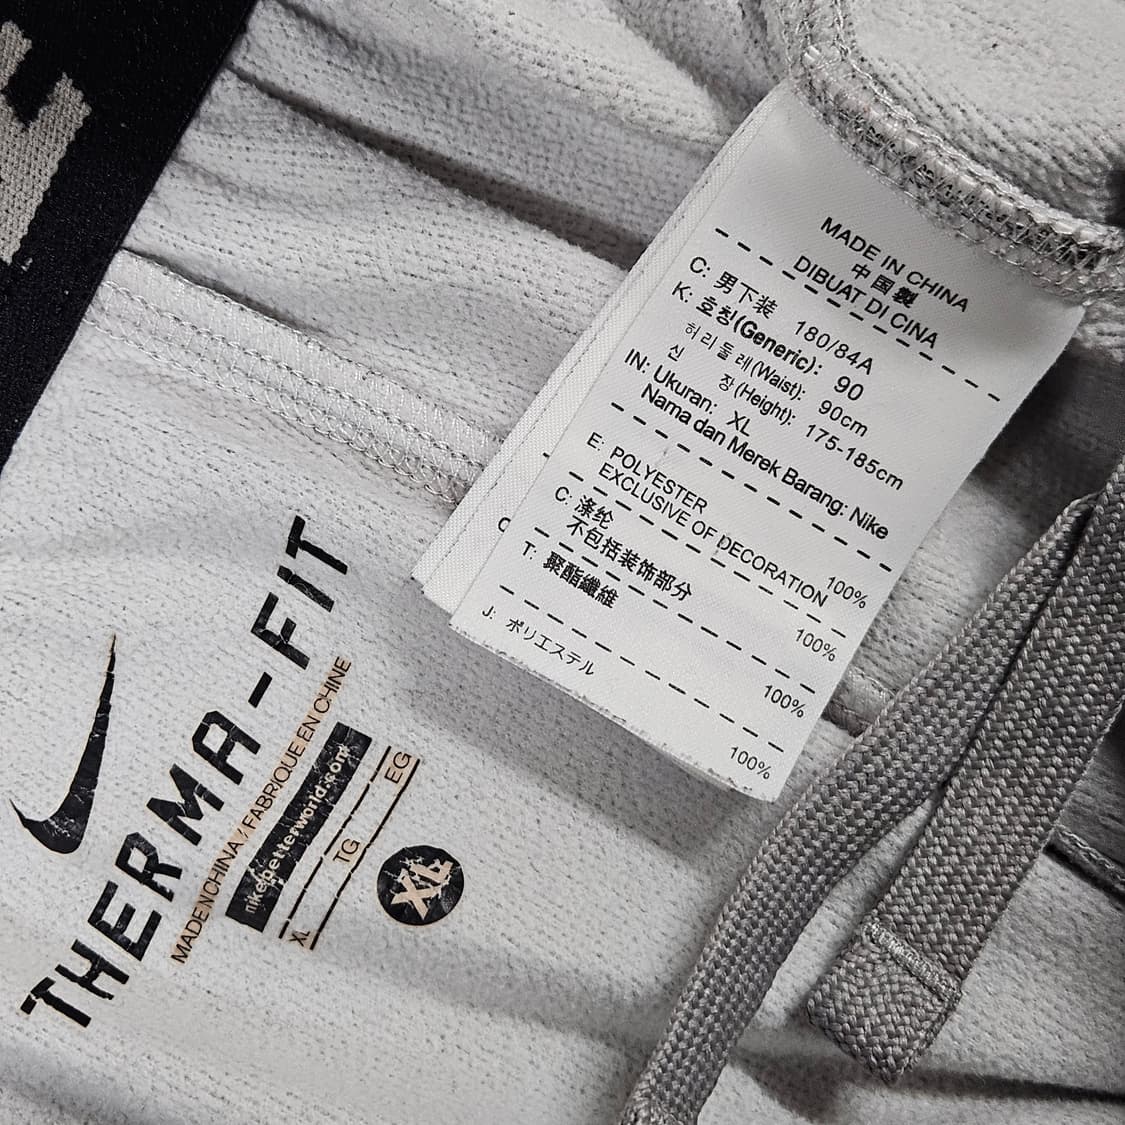 MADE IN CHINA
中国製
DIBUAT DI CINA
C: 男下装 180/84A
K: 호칭(Generic): 90
허리둘레(Waist): 90cm
신 장(Height): 175-185cm
IN: Ukuran: XL
Nama dan Merek Barang: Nike
E: POLYESTER 100%
EXCLUSIVE OF DECORATION
C: 涤纶 100%
不包括装饰部分
T: 聚酯纖維 100%
J: ポリエステル 100%
THERMA-FIT
MADE IN CHINA / FABRIQUE EN CHINE
nikebetterworld.com
XL TG EG
XL